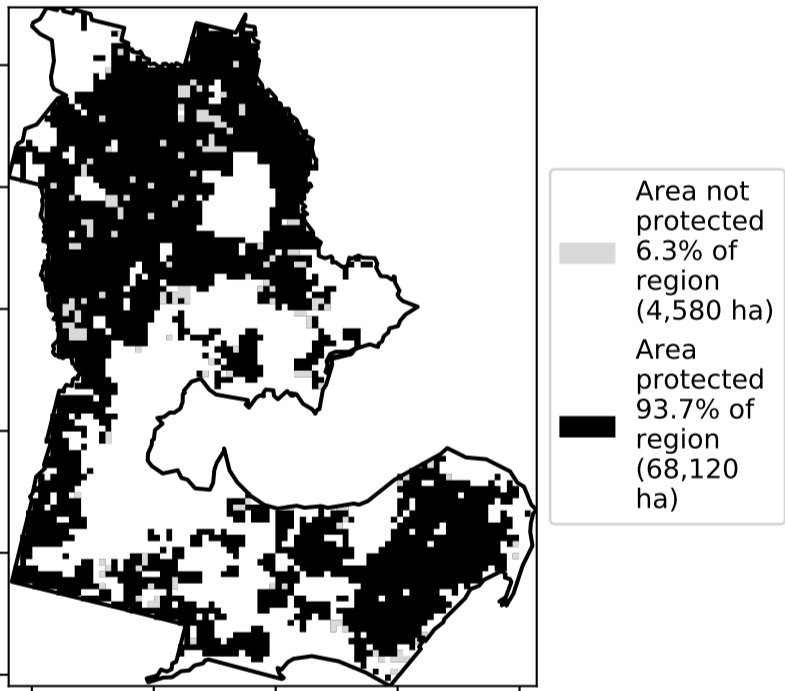 Area not
protected
6.3% of
region
(4,580 ha)
Area
protected
93.7% of
region
(68,120
ha)